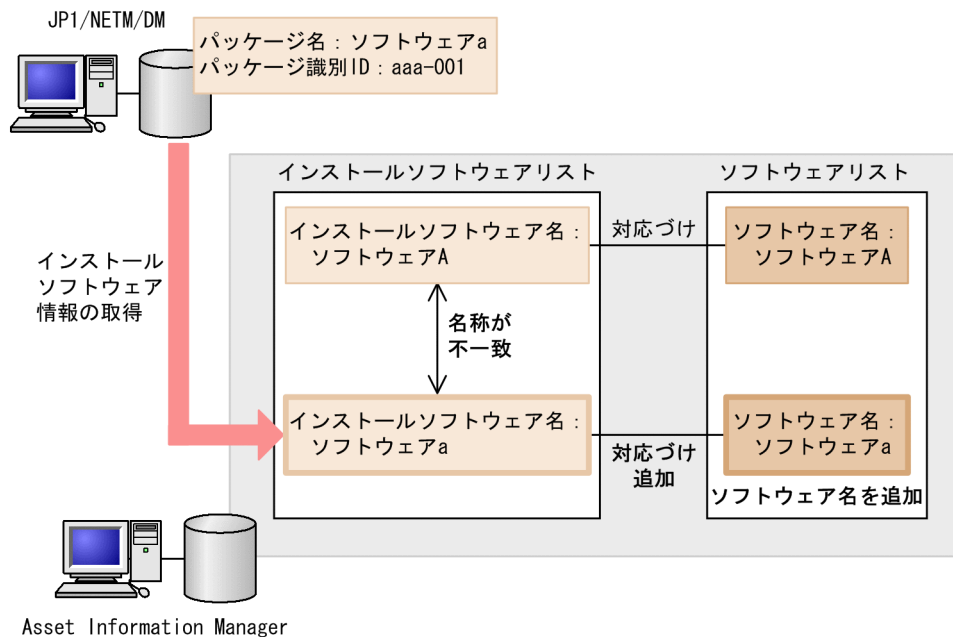 JP1/NETM/DM
パッケージ名：ソフトウェアa
パッケージ識別ID：aaa-001
インストールソフトウェアリスト
ソフトウェアリスト
インストールソフトウェア名：
ソフトウェアA
対応づけ
ソフトウェア名：
ソフトウェアA
インストール
ソフトウェア
情報の取得
名称が
不一致
インストールソフトウェア名：
ソフトウェアa
対応づけ
追加
ソフトウェア名：
ソフトウェアa
ソフトウェア名を追加
Asset Information Manager